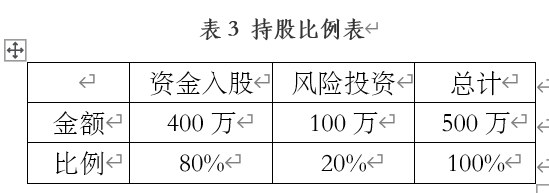 表 3 持股比例表
资金入股 风险投资 总计
金额 400 万 100 万 500 万
比例 80% 20% 100%